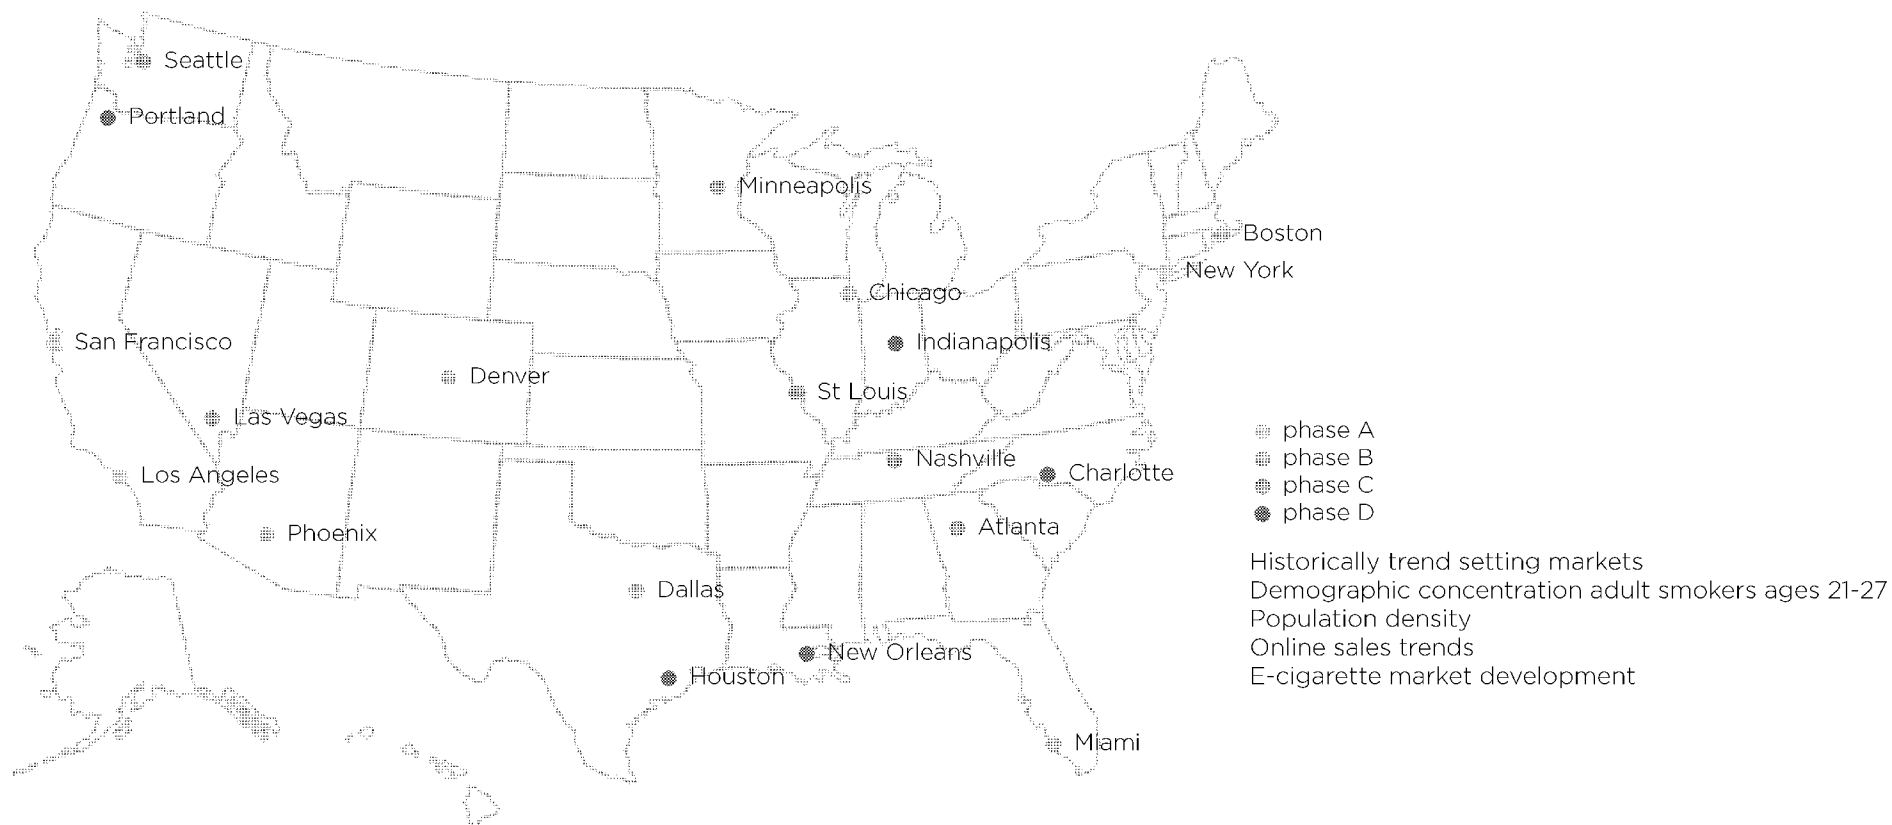 Seattle
Portland
Minneapolis
Boston
New York
Chicago
San Francisco
Indianapolis
Denver
St Louis
Las Vegas
Nashville
Charlotte
Los Angeles
Atlanta
Phoenix
Dallas
New Orleans
Houston
Miami
phase A
phase B
phase C
phase D
Historically trend setting markets
Demographic concentration adult smokers ages 21-27
Population density
Online sales trends
E-cigarette market development